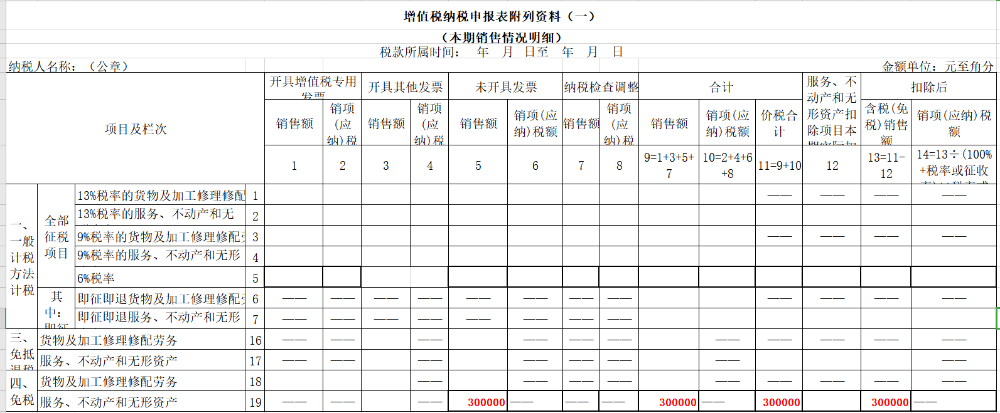 增值税纳税申报表附列资料（一）
（本期销售情况明细）
税款所属时间： 年 月 日至 年 月 日
纳税人名称：（公章） 金额单位：元至角分
项目及栏次 开具增值税专用 开具其他发票 未开具发票 纳税检查调整 合计 服务、不动产和无形资产扣除项目本 扣除后
销售额 销项(应纳)税 销售额 销项(应纳)税 销售额 销项(应纳)税额 销售额 销项(应纳)税 销售额 销项(应纳)税额 价税合计 含税(免税)销售额 销项(应纳)税额
1 2 3 4 5 6 7 8 9=1+3+5+7 10=2+4+6+8 11=9+10 12 13=11-12 14=13÷(100%+税率或征收
一、一般计税方法计税 全部征税项目 13%税率的货物及加工修理修配 1 —— —— —— ——
13%税率的服务、不动产和无 2
9%税率的货物及加工修理修配 3 —— —— —— ——
9%税率的服务、不动产和无形 4
6%税率 5
其中： 即征即退货物及加工修理修配 6 —— —— —— —— —— —— —— —— —— —— —— ——
即征即退服务、不动产和无形 7 —— —— —— —— —— —— —— ——
三、免抵 货物及加工修理修配劳务 16 —— —— —— —— —— —— —— —— —— —— ——
服务、不动产和无形资产 17 —— —— —— —— —— —— —— ——
四、免税 货物及加工修理修配劳务 18 —— —— —— —— —— —— —— —— ——
服务、不动产和无形资产 19 —— —— —— 300000 —— —— —— 300000 —— 300000 300000 ——